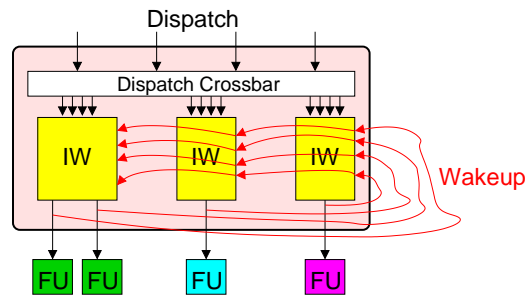 Dispatch
Dispatch Crossbar
IW IW IW
Wakeup
FU FU FU FU